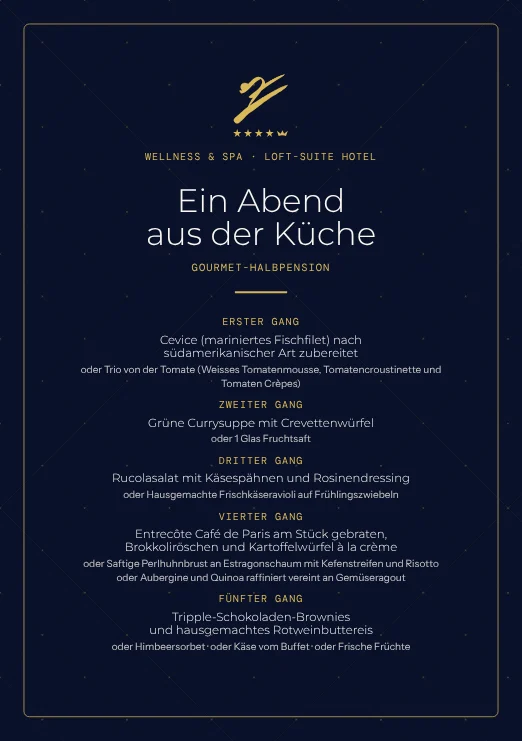 WELLNESS & SPA · LOFT-SUITE HOTEL
Ein Abend
aus der Küche
GOURMET-HALBPENSION
ERSTER GANG
Cevice (mariniertes Fischfilet) nach
südamerikanischer Art zubereitet
oder Trio von der Tomate (Weisses Tomatenmousse, Tomatencroustinette und
Tomaten Crèpes)
ZWEITER GANG
Grüne Currysuppe mit Crevettenwürfel
oder 1 Glas Fruchtsaft
DRITTER GANG
Rucolasalat mit Käsespähnen und Rosinendressing
oder Hausgemachte Frischkäseravioli auf Frühlingszwiebeln
VIERTER GANG
Entrecôte Café de Paris am Stück gebraten,
Brokkoliröschen und Kartoffelwürfel à la crème
oder Saftige Perlhuhnbrust an Estragonschaum mit Kefenstreifen und Risotto
oder Aubergine und Quinoa raffiniert vereint an Gemüseragout
FÜNFTER GANG
Tripple-Schokoladen-Brownies
und hausgemachtes Rotweinbuttereis
oder Himbeersorbet · oder Käse vom Buffet · oder Frische Früchte